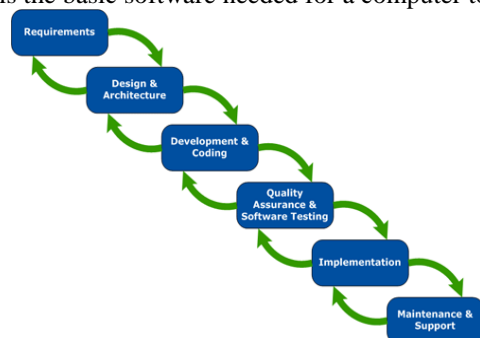 is the basic software needed for a computer to
Requirements
Design &
Architecture
Development &
Coding
Quality
Assurance &
Software Testing
Implementation
Maintenance &
Support